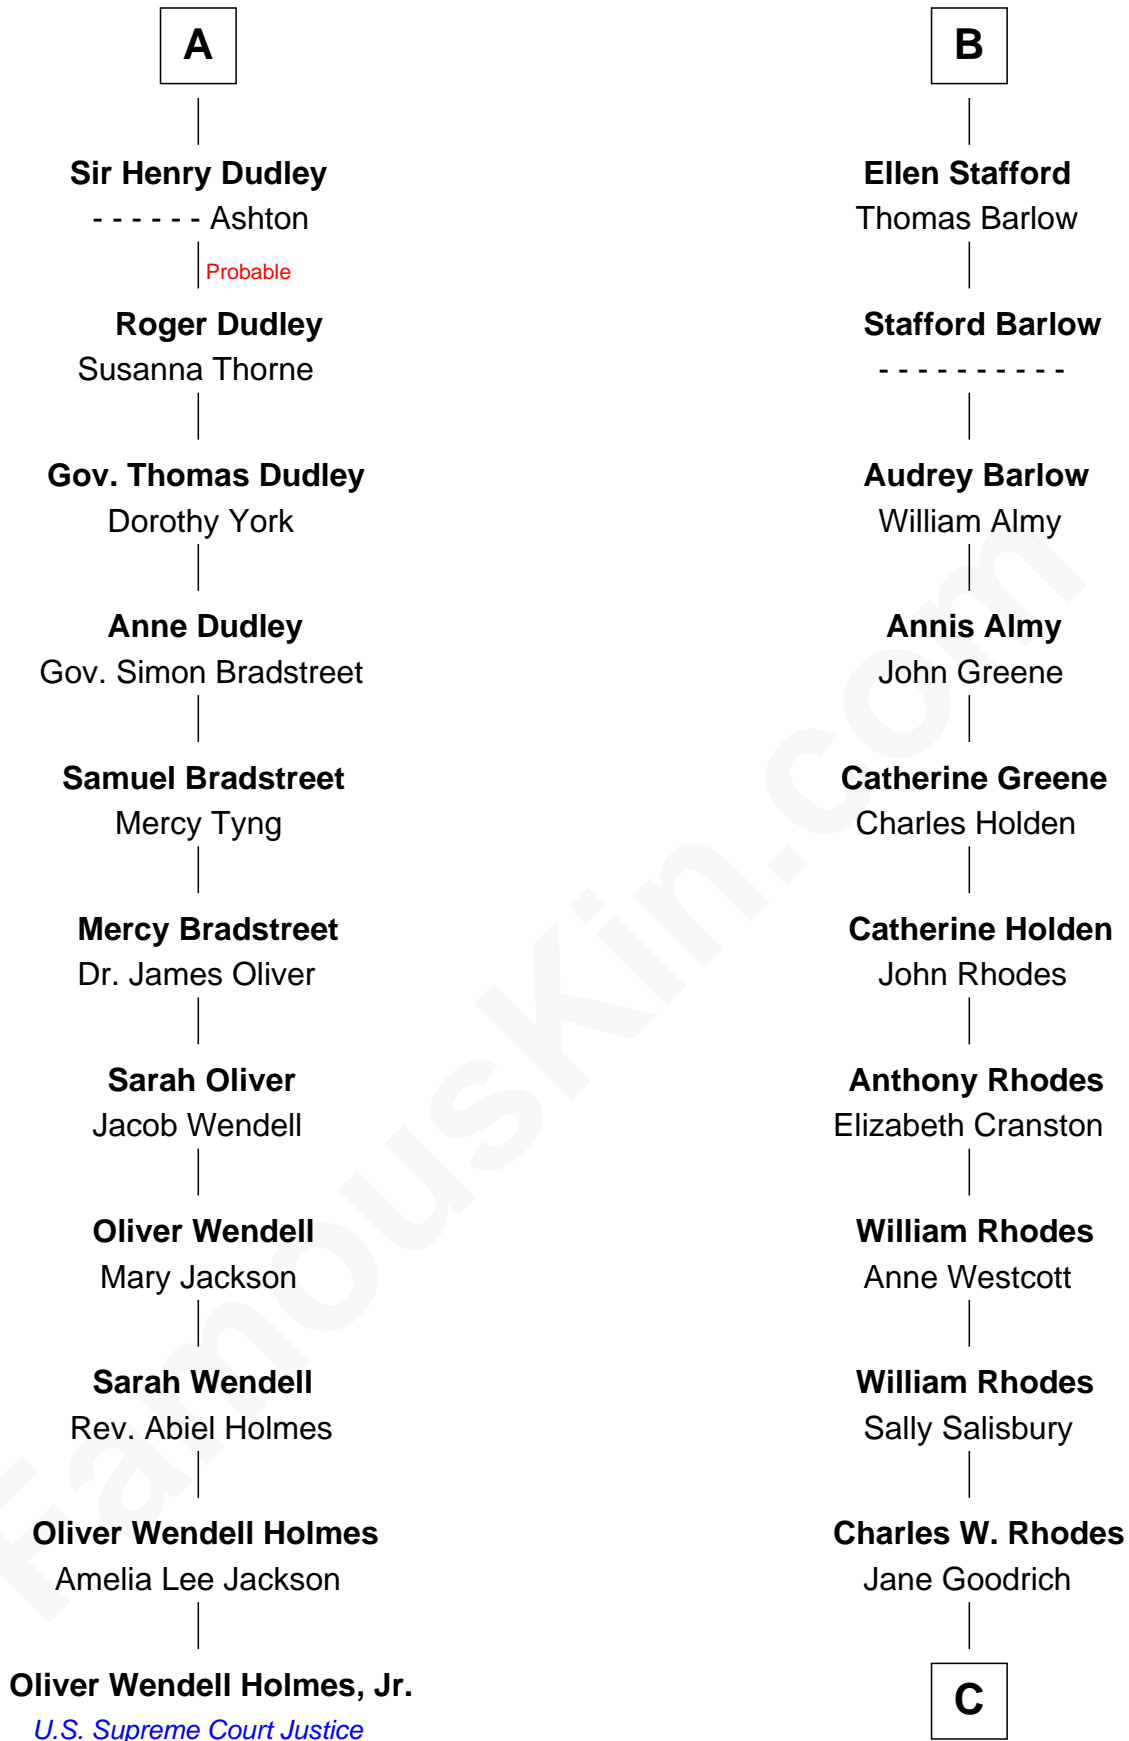 A
Sir Henry Dudley
- - - - - - Ashton
Probable
Roger Dudley
Susanna Thorne
Gov. Thomas Dudley
Dorothy York
Anne Dudley
Gov. Simon Bradstreet
Samuel Bradstreet
Mercy Tyng
Mercy Bradstreet
Dr. James Oliver
Sarah Oliver
Jacob Wendell
Oliver Wendell
Mary Jackson
Sarah Wendell
Rev. Abiel Holmes
Oliver Wendell Holmes
Amelia Lee Jackson
Oliver Wendell Holmes, Jr.
U.S. Supreme Court Justice
B
Ellen Stafford
Thomas Barlow
Stafford Barlow
- - - - - - - - - -
Audrey Barlow
William Almy
Annis Almy
John Greene
Catherine Greene
Charles Holden
Catherine Holden
John Rhodes
Anthony Rhodes
Elizabeth Cranston
William Rhodes
Anne Westcott
William Rhodes
Sally Salisbury
Charles W. Rhodes
Jane Goodrich
C
FamousKin.com